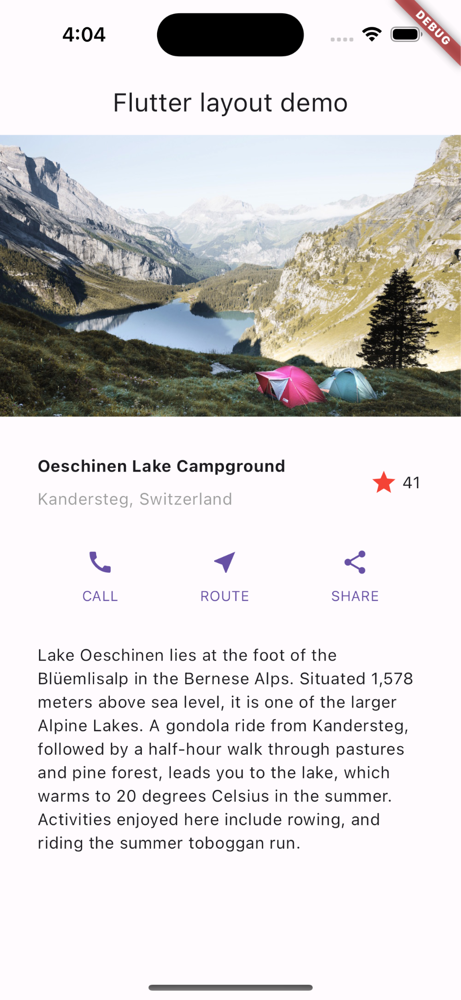 4:04
DEBUG
Flutter layout demo
Oeschinen Lake Campground
Kandersteg, Switzerland
41
CALL
ROUTE
SHARE
Lake Oeschinen lies at the foot of the
Blüemlisalp in the Bernese Alps. Situated 1,578
meters above sea level, it is one of the larger
Alpine Lakes. A gondola ride from Kandersteg,
followed by a half-hour walk through pastures
and pine forest, leads you to the lake, which
warms to 20 degrees Celsius in the summer.
Activities enjoyed here include rowing, and
riding the summer toboggan run.